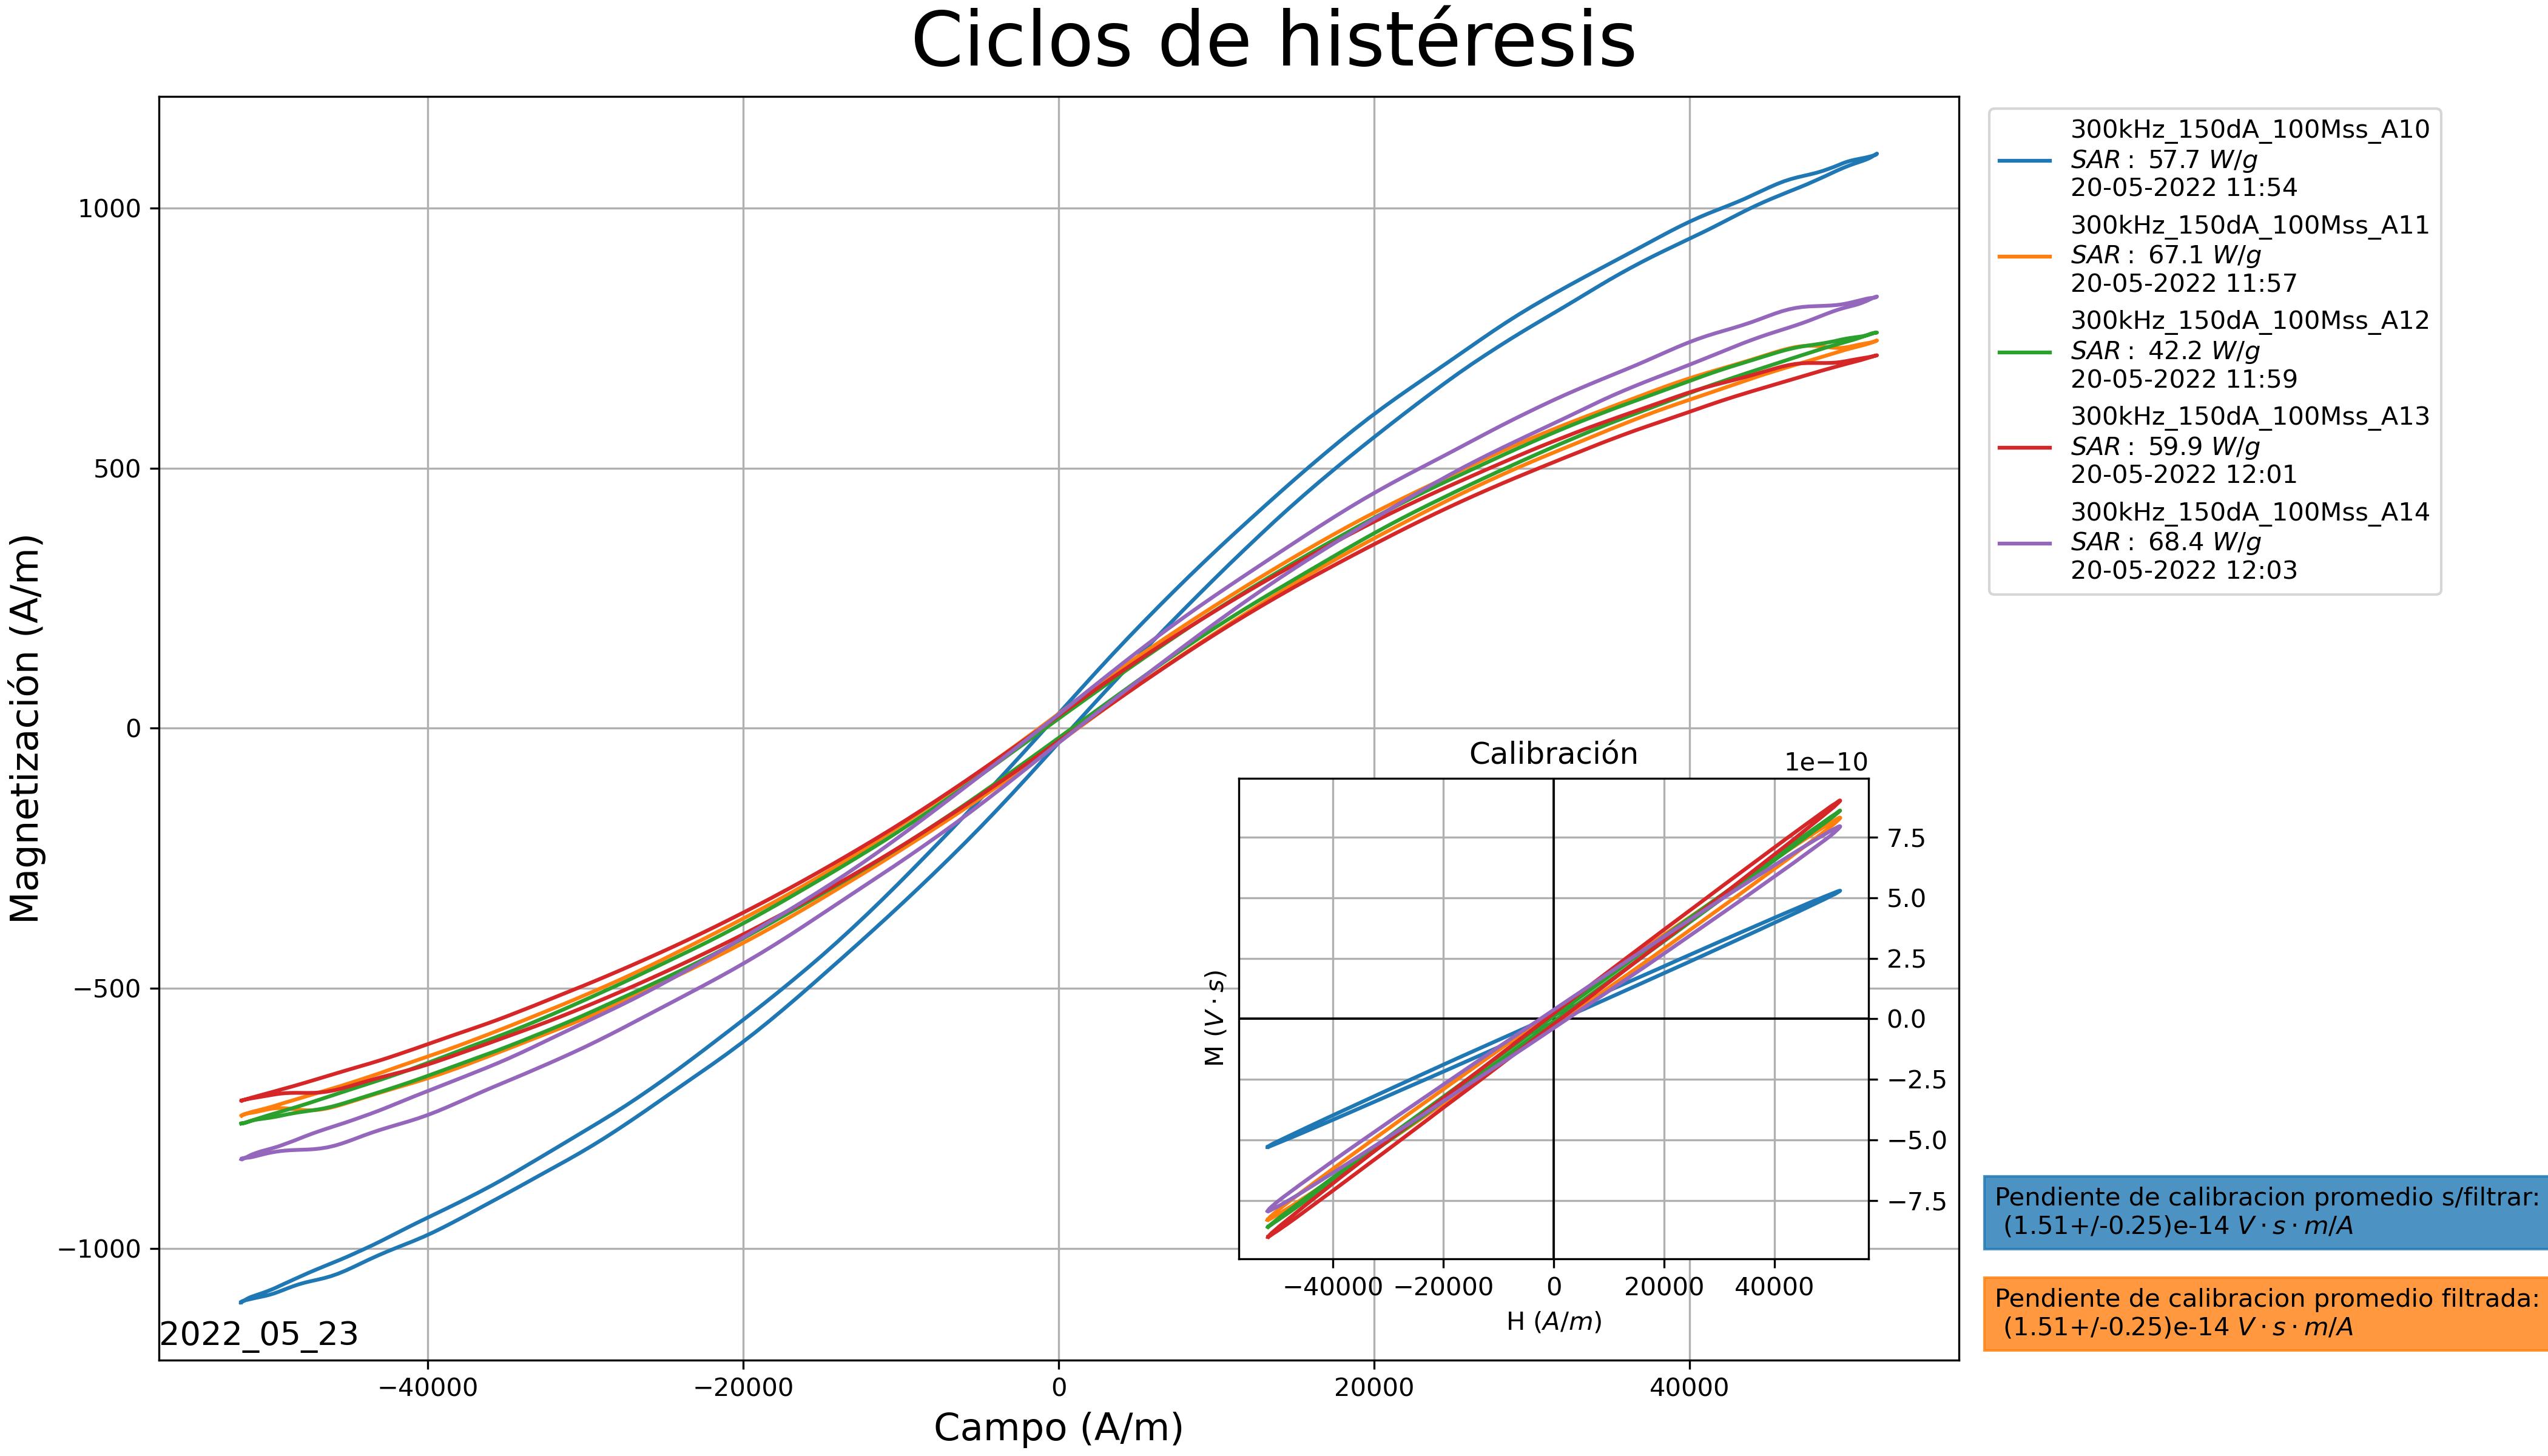 Ciclos de histéresis
Magnetización (A/m)
1000
500
0
−500
−1000
−40000
−20000
0
20000
40000
Campo (A/m)
2022_05_23
300kHz_150dA_100Mss_A10
SAR : 57.7 W/g
20-05-2022 11:54
300kHz_150dA_100Mss_A11
SAR : 67.1 W/g
20-05-2022 11:57
300kHz_150dA_100Mss_A12
SAR : 42.2 W/g
20-05-2022 11:59
300kHz_150dA_100Mss_A13
SAR : 59.9 W/g
20-05-2022 12:01
300kHz_150dA_100Mss_A14
SAR : 68.4 W/g
20-05-2022 12:03
Calibración
1e−10
M (V · s)
7.5
5.0
2.5
0.0
−2.5
−5.0
−7.5
−40000
−20000
0
20000
40000
H (A/m)
Pendiente de calibracion promedio s/filtrar:
(1.51+/-0.25)e-14 V · s · m/A
Pendiente de calibracion promedio filtrada:
(1.51+/-0.25)e-14 V · s · m/A